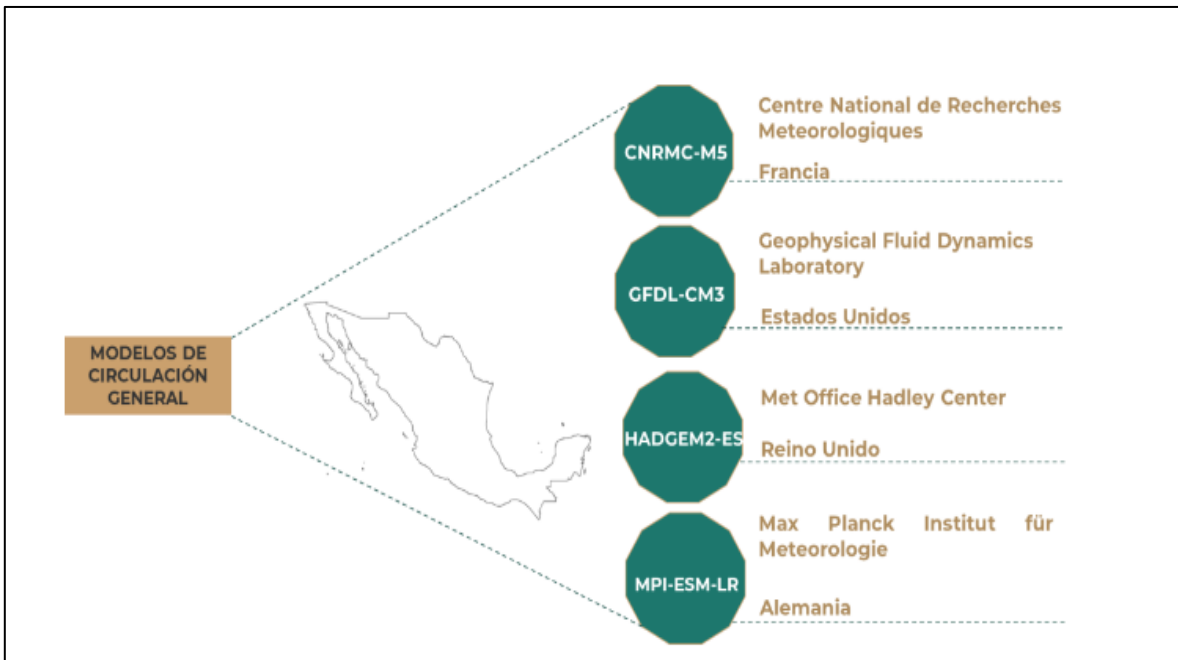 MODELOS DE
CIRCULACIÓN
GENERAL
CNRMC-M5
Centre National de Recherches
Meteorologiques
Francia
GFDL-CM3
Geophysical Fluid Dynamics
Laboratory
Estados Unidos
HADGEM2-ES
Met Office Hadley Center
Reino Unido
MPI-ESM-LR
Max Planck Institut für
Meteorologie
Alemania